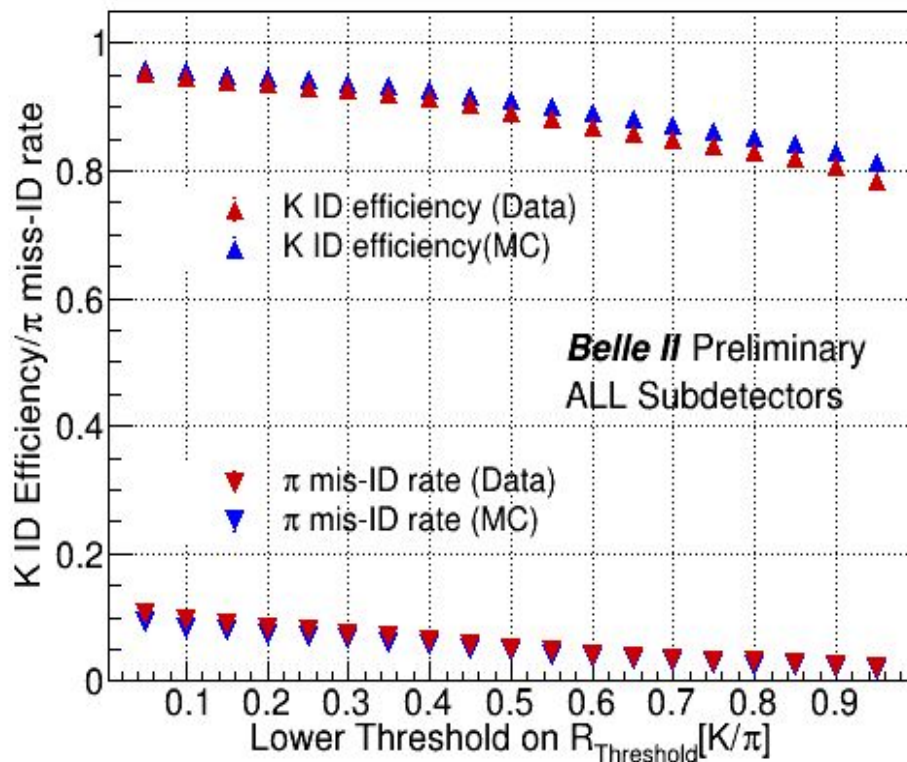 K ID Efficiency/π miss-ID rate
1
0.8
0.6
0.4
0.2
0
K ID efficiency (Data)
K ID efficiency(MC)
Belle II Preliminary
ALL Subdetectors
π mis-ID rate (Data)
π mis-ID rate (MC)
0.1 0.2 0.3 0.4 0.5 0.6 0.7 0.8 0.9
Lower Threshold on R_Threshold[K/π]